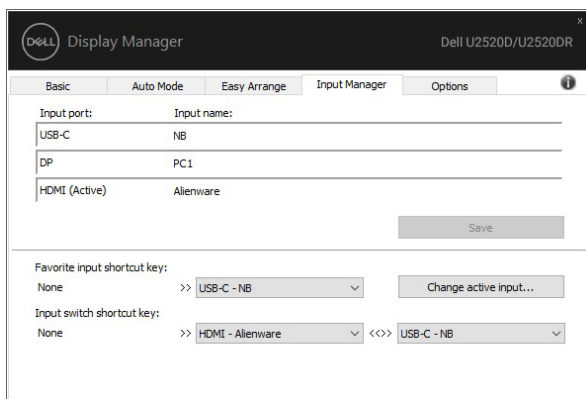 DELL Display Manager Dell U2520D/U2520DR x
Basic Auto Mode Easy Arrange Input Manager Options i
Input port: Input name:
USB-C NB
DP PC1
HDMI (Active) Alienware
Save
Favorite input shortcut key:
None >> USB-C - NB Change active input...
Input switch shortcut key:
None >> HDMI - Alienware <<>> USB-C - NB